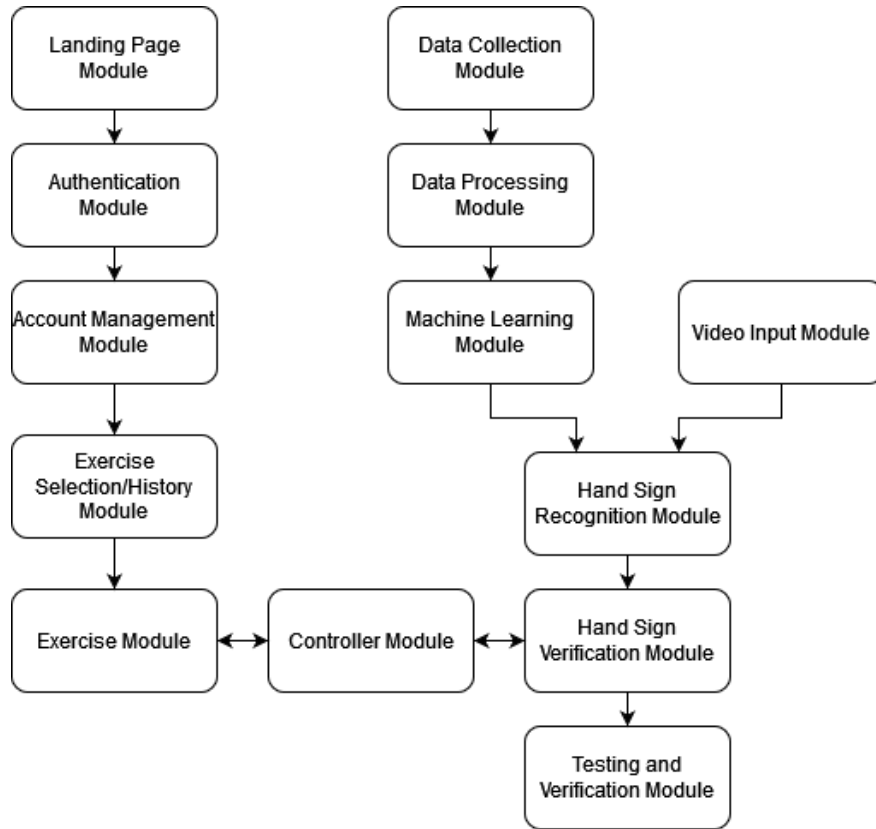 Landing Page
Module
Data Collection
Module
Authentication
Module
Data Processing
Module
Account Management
Module
Machine Learning
Module
Video Input Module
Exercise
Selection/History
Module
Hand Sign
Recognition Module
Exercise Module
Controller Module
Hand Sign
Verification Module
Testing and
Verification Module